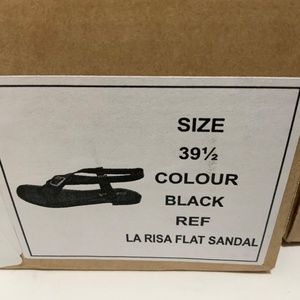 SIZE
39½
COLOUR
BLACK
REF
LA RISA FLAT SANDAL